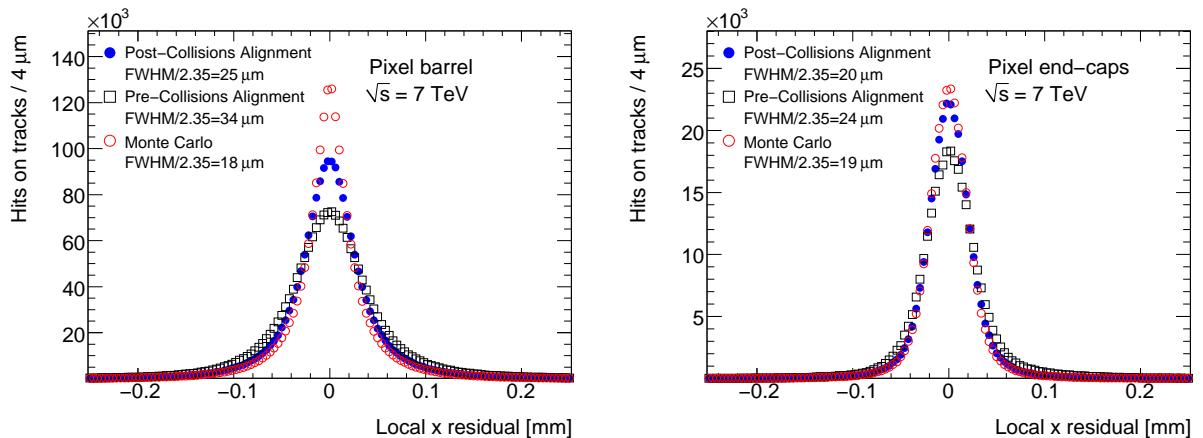 ×10³
Hits on tracks / 4 μm
140
120
100
80
60
40
20
Post−Collisions Alignment
FWHM/2.35=25 μm
Pre−Collisions Alignment
FWHM/2.35=34 μm
Monte Carlo
FWHM/2.35=18 μm
Pixel barrel
√s = 7 TeV
−0.2 −0.1 0 0.1 0.2
Local x residual [mm]
×10³
Hits on tracks / 4 μm
25
20
15
10
5
Post−Collisions Alignment
FWHM/2.35=20 μm
Pre−Collisions Alignment
FWHM/2.35=24 μm
Monte Carlo
FWHM/2.35=19 μm
Pixel end−caps
√s = 7 TeV
−0.2 −0.1 0 0.1 0.2
Local x residual [mm]